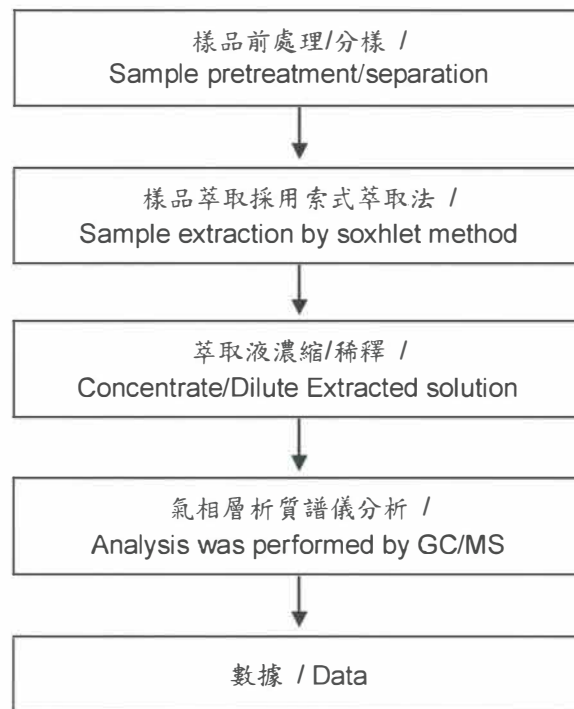 樣品前處理/分樣 /
Sample pretreatment/separation
樣品萃取採用索式萃取法 /
Sample extraction by soxhlet method
萃取液濃縮/稀釋 /
Concentrate/Dilute Extracted solution
氣相層析質譜儀分析 /
Analysis was performed by GC/MS
數據 / Data